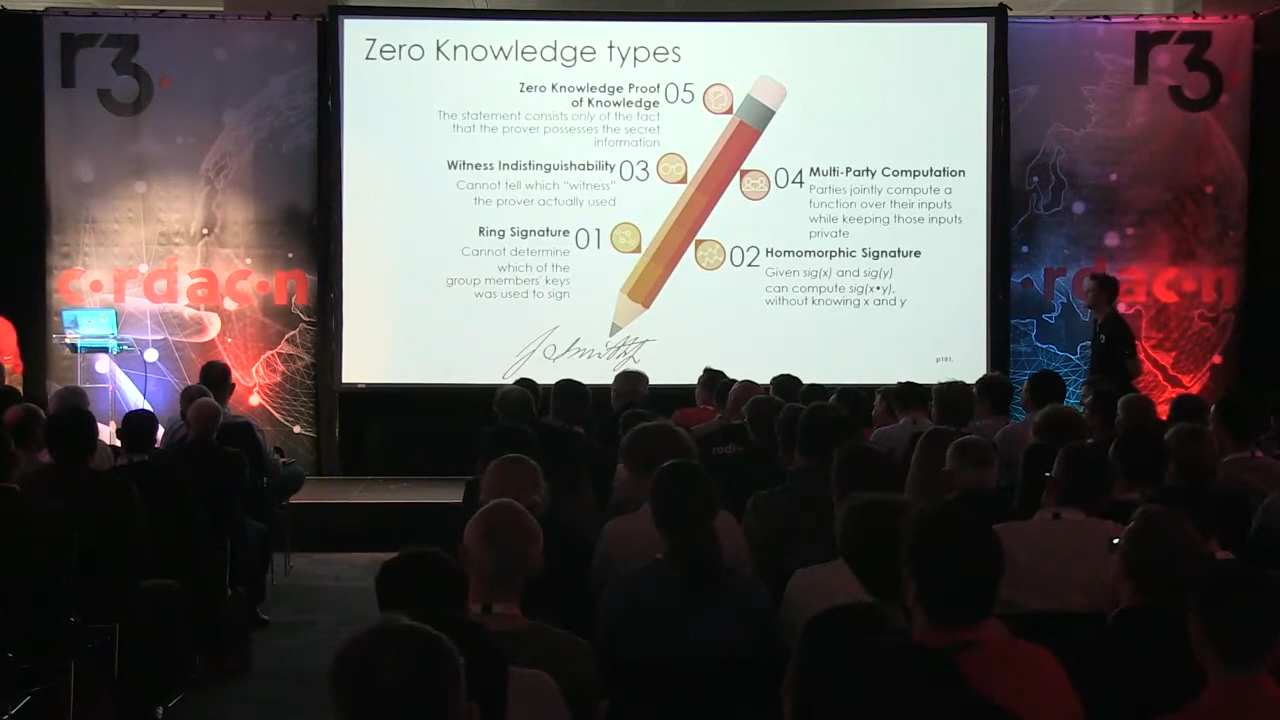 r3.
Zero Knowledge types
Zero Knowledge Proof
of Knowledge
05
The statement consists only of the fact
that the prover possesses the secret
information
Witness Indistinguishability
03
Cannot tell which “witness”
the prover actually used
04
Multi-Party Computation
Parties jointly compute a
function over their inputs
while keeping those inputs
private
Ring Signature
01
Cannot determine
which of the
group members' keys
was used to sign
02
Homomorphic Signature
Given sig(x) and sig(y)
can compute sig(x•y),
without knowing x and y
p181.
c•rdac•n
r3
rdac•n